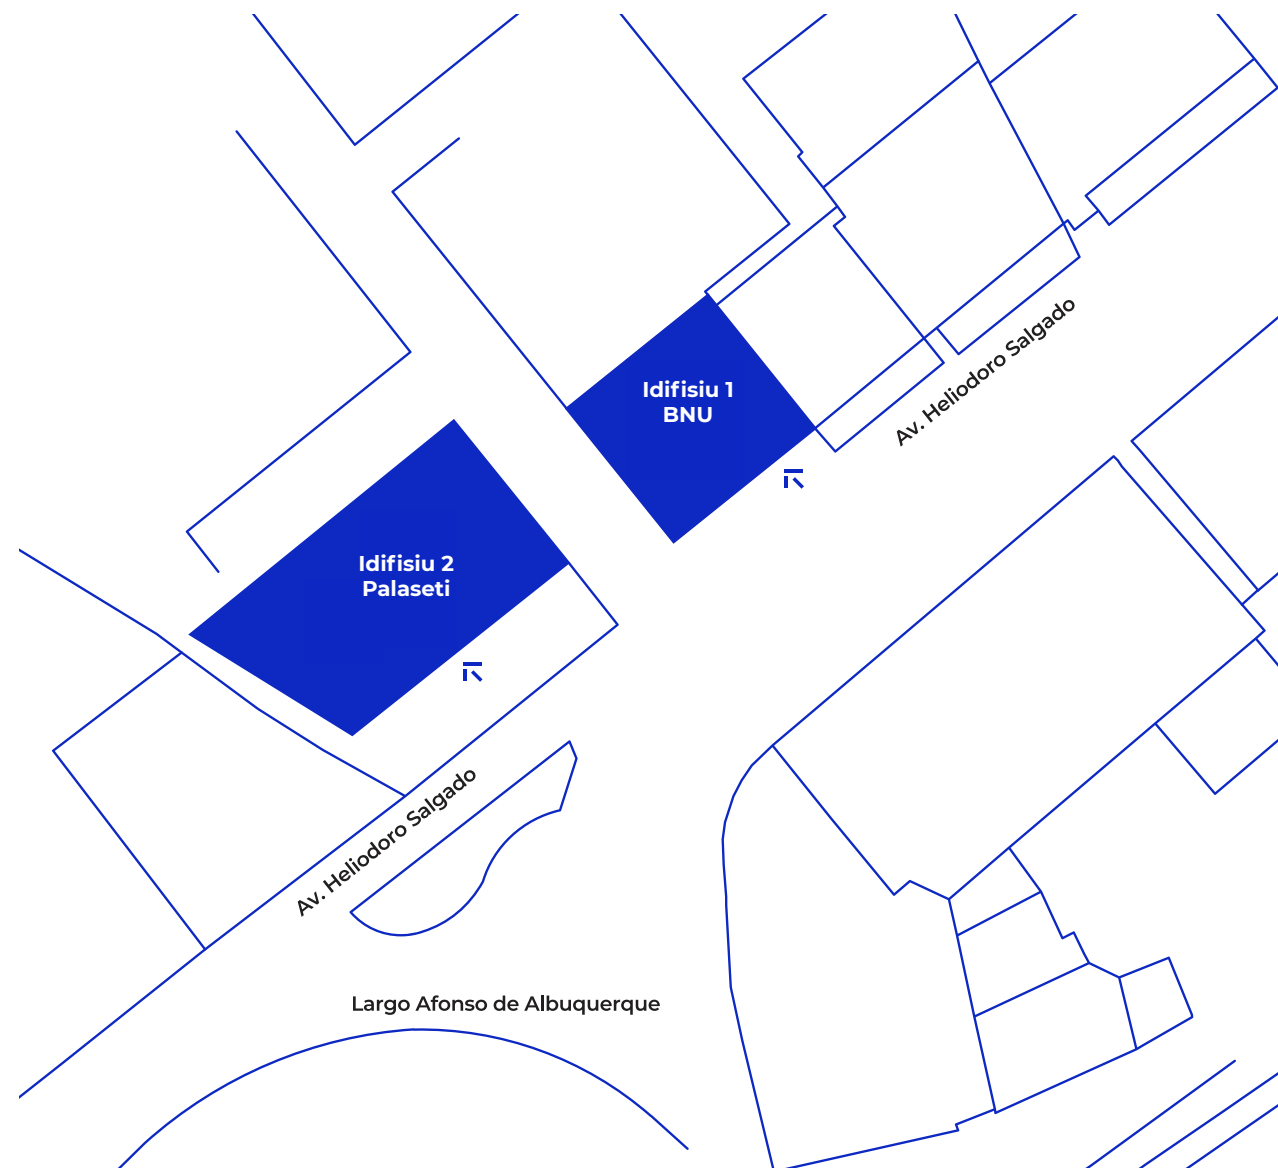 Idifisiu 1
BNU
Av. Heliodoro Salgado
Idifisiu 2
Palaseti
Av. Heliodoro Salgado
Largo Afonso de Albuquerque